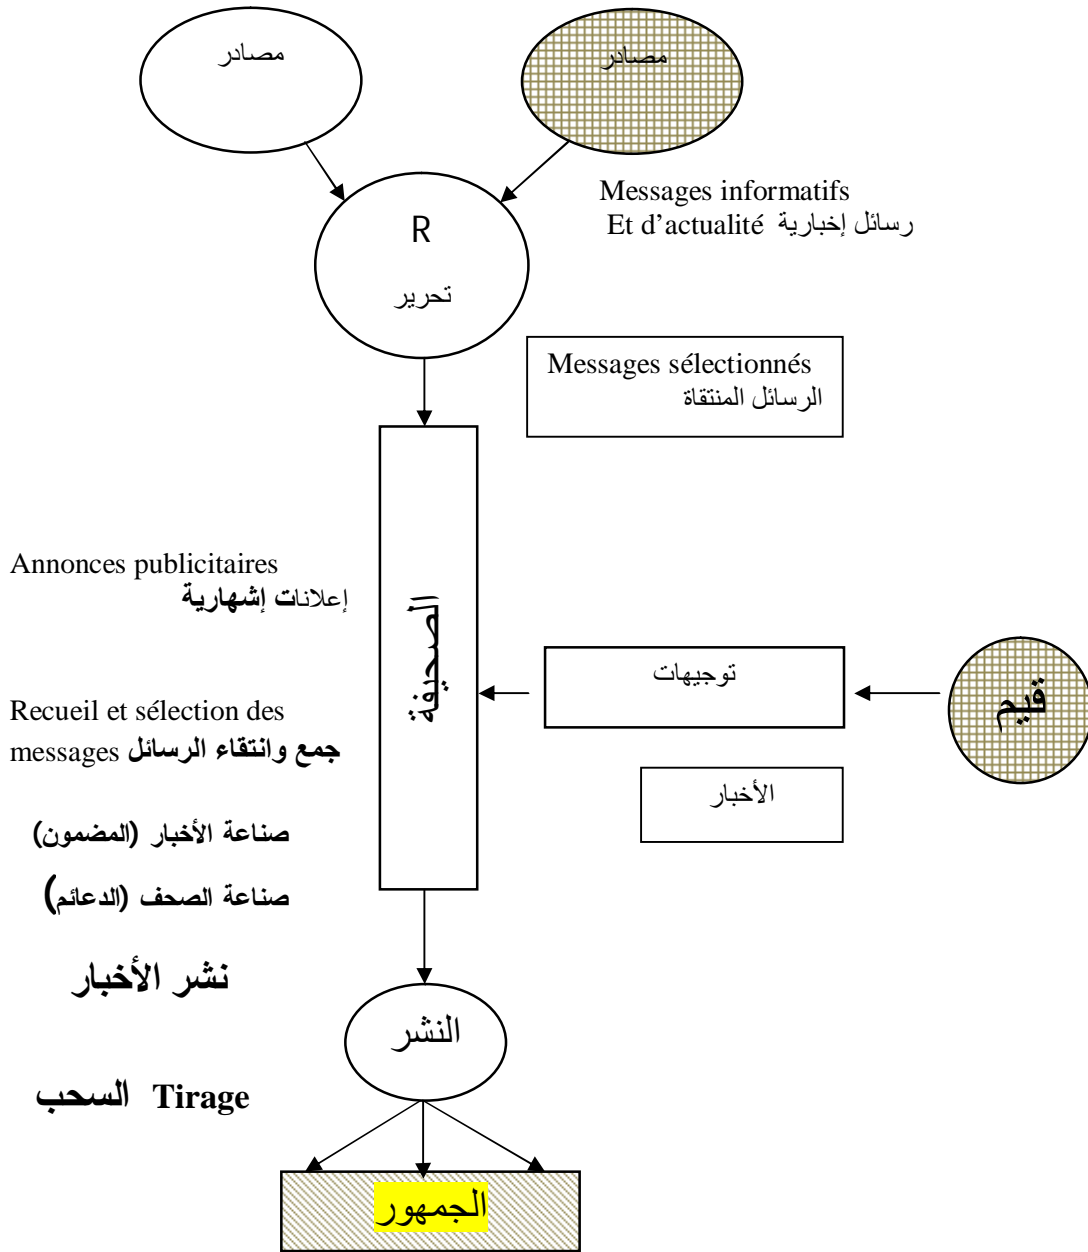 مصادر
مصادر
Messages informatifs
Et d'actualité رسائل إخبارية
R
تحرير
Messages sélectionnés
الرسائل المنتقاة
Annonces publicitaires
إعلانات إشهارية
الصحيفة
توجيهات
قيم
Recueil et sélection des
messages جمع وانتقاء الرسائل
الأخبار
صناعة الأخبار (المضمون)
صناعة الصحف (الدعائم)
نشر الأخبار
النشر
السحب Tirage
الجمهور